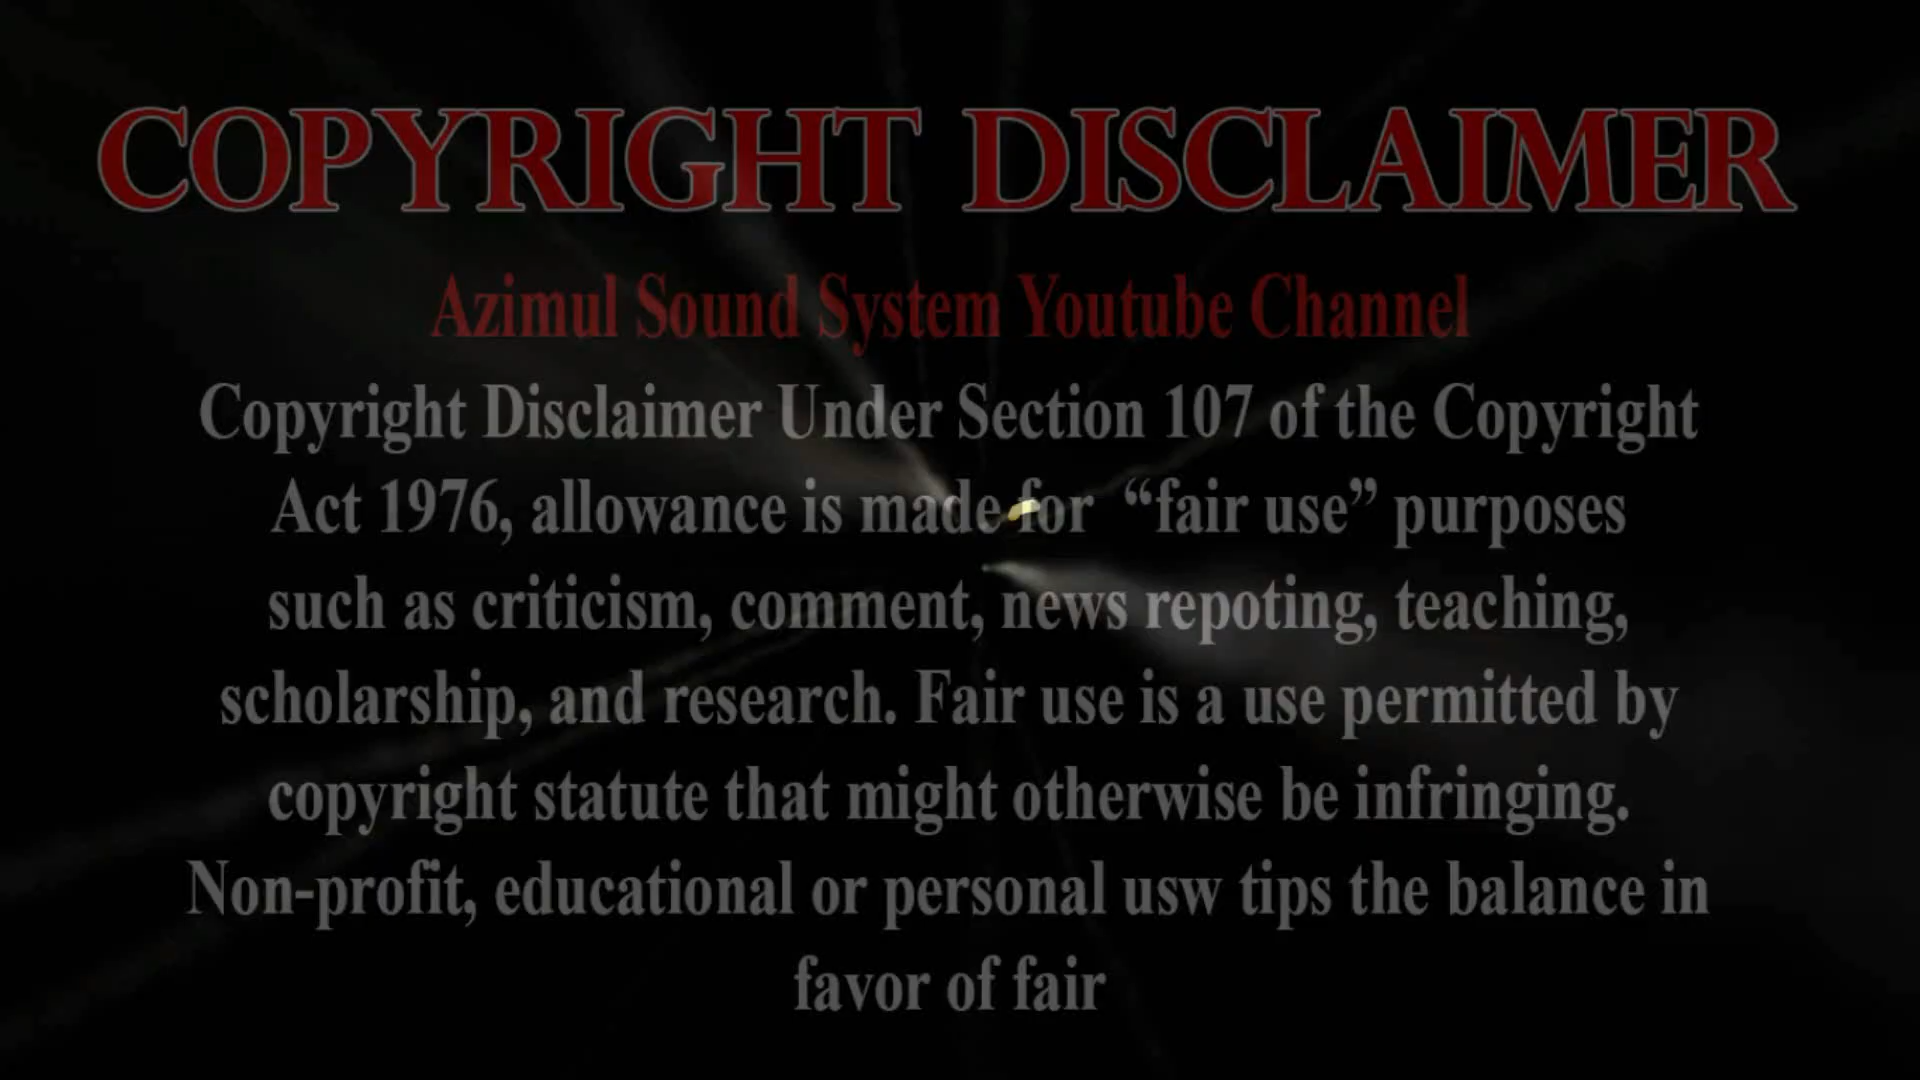 COPYRIGHT DISCLAIMER
Azimul Sound System Youtube Channel
Copyright Disclaimer Under Section 107 of the Copyright
Act 1976, allowance is made for “fair use” purposes
such as criticism, comment, news repoting, teaching,
scholarship, and research. Fair use is a use permitted by
copyright statute that might otherwise be infringing.
Non-profit, educational or personal usw tips the balance in
favor of fair